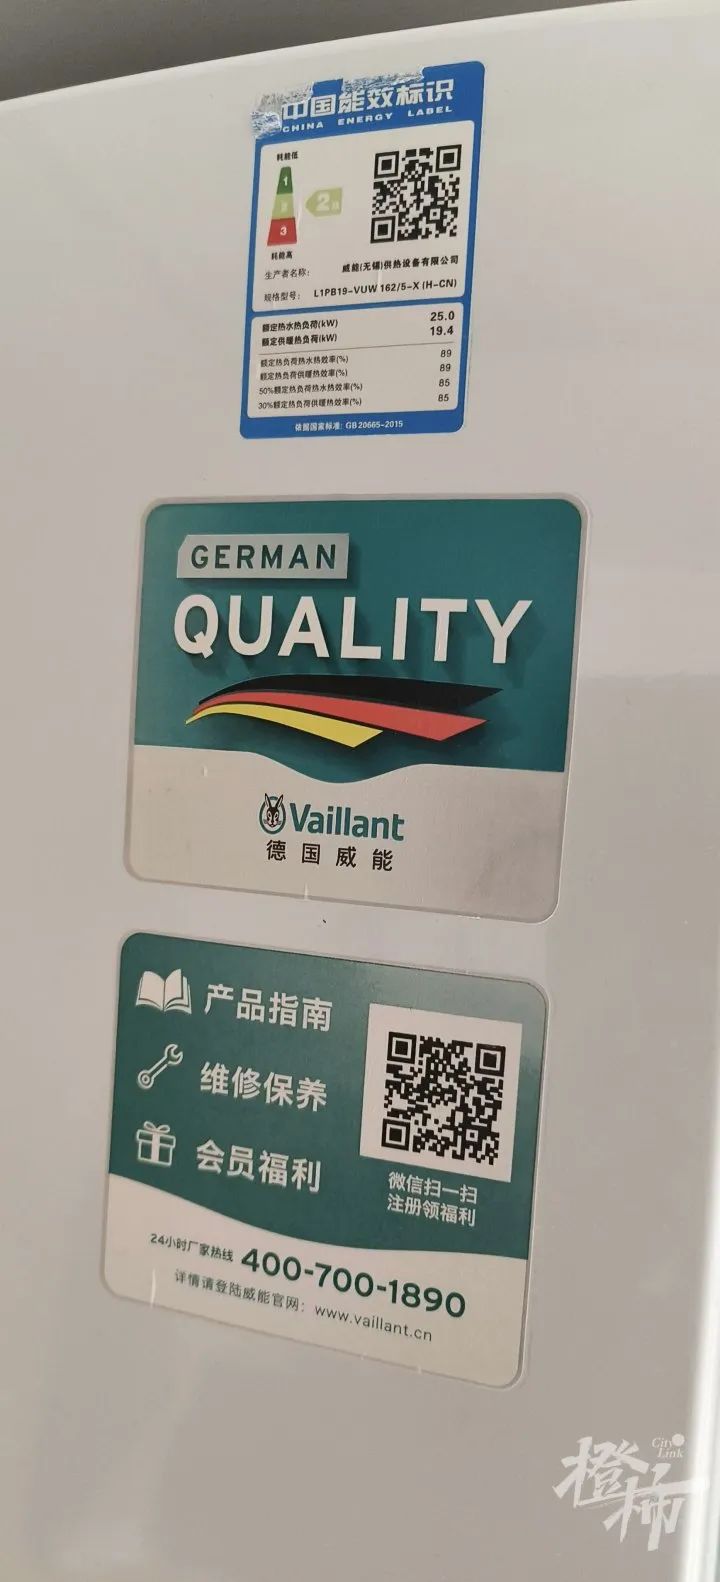 中国能效标识
CHINA ENERGY LABEL
耗能低
1
2
3
2级
耗能高
生产者名称： 威能(无锡)供热设备有限公司
规格型号： L1PB19-VUW 162/5-X (H-CN)
额定热水热负荷(kW) 25.0
额定供暖热负荷(kW) 19.4
额定热负荷热水热效率(%) 89
额定热负荷供暖热效率(%) 89
50%额定热负荷热水热效率(%) 85
30%额定热负荷供暖热效率(%) 85
依据国家标准: GB 20665-2015
GERMAN
QUALITY
Vaillant
德国威能
产品指南
维修保养
会员福利
微信扫一扫
注册领福利
24小时厂家热线 400-700-1890
详情请登陆威能官网：www.vaillant.cn
City Link
橙柿